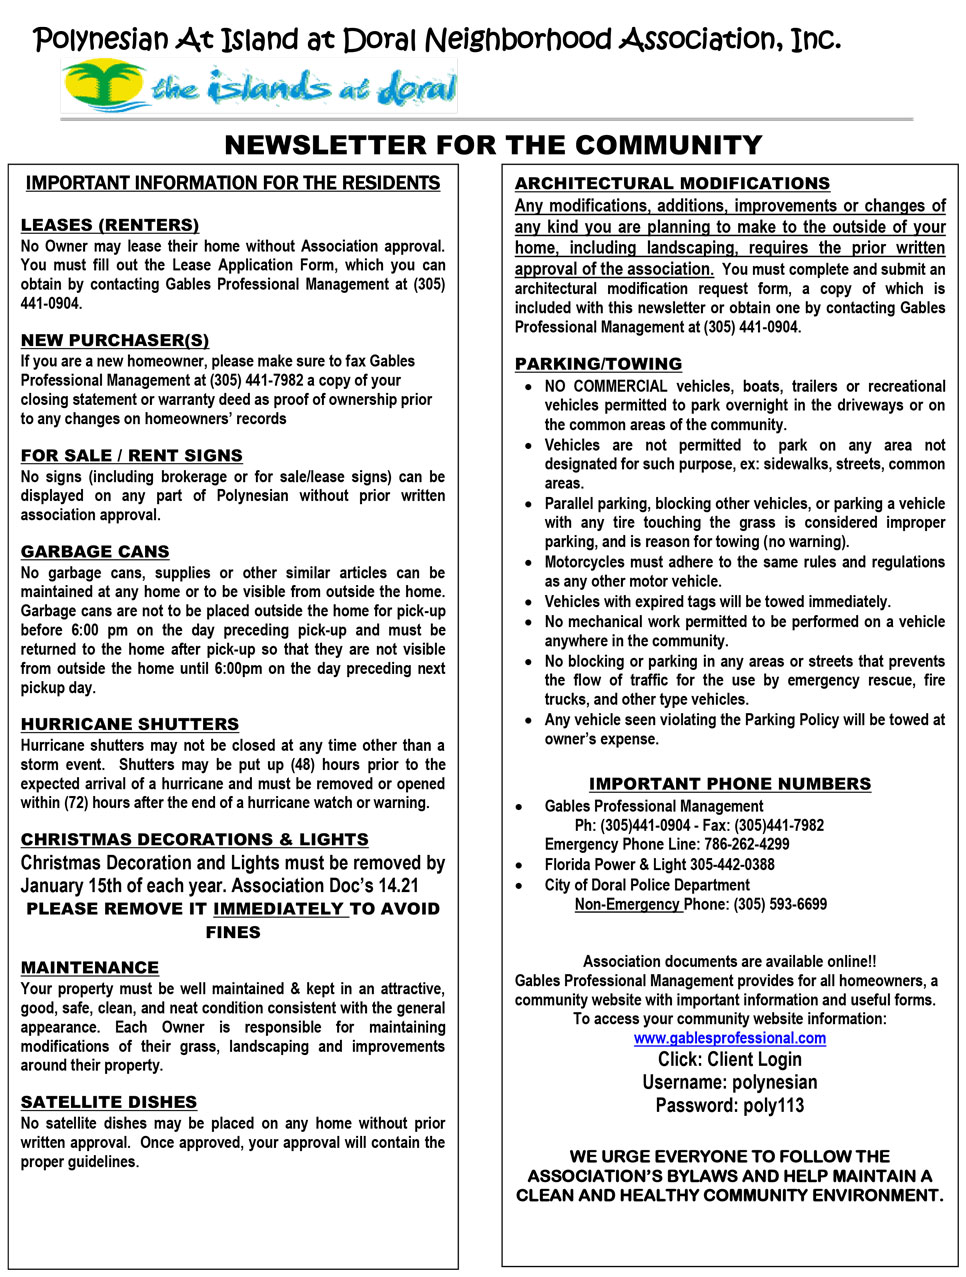 Polynesian At Island at Doral Neighborhood Association, Inc.
the islands at doral
NEWSLETTER FOR THE COMMUNITY
IMPORTANT INFORMATION FOR THE RESIDENTS
LEASES (RENTERS)
No Owner may lease their home without Association approval.
You must fill out the Lease Application Form, which you can
obtain by contacting Gables Professional Management at (305)
441-0904.
NEW PURCHASER(S)
If you are a new homeowner, please make sure to fax Gables
Professional Management at (305) 441-7982 a copy of your
closing statement or warranty deed as proof of ownership prior
to any changes on homeowners’ records
FOR SALE / RENT SIGNS
No signs (including brokerage or for sale/lease signs) can be
displayed on any part of Polynesian without prior written
association approval.
GARBAGE CANS
No garbage cans, supplies or other similar articles can be
maintained at any home or to be visible from outside the home.
Garbage cans are not to be placed outside the home for pick-up
before 6:00 pm on the day preceding pick-up and must be
returned to the home after pick-up so that they are not visible
from outside the home until 6:00pm on the day preceding next
pickup day.
HURRICANE SHUTTERS
Hurricane shutters may not be closed at any time other than a
storm event. Shutters may be put up (48) hours prior to the
expected arrival of a hurricane and must be removed or opened
within (72) hours after the end of a hurricane watch or warning.
CHRISTMAS DECORATIONS & LIGHTS
Christmas Decoration and Lights must be removed by
January 15th of each year. Association Doc’s 14.21
PLEASE REMOVE IT IMMEDIATELY TO AVOID
FINES
MAINTENANCE
Your property must be well maintained & kept in an attractive,
good, safe, clean, and neat condition consistent with the general
appearance. Each Owner is responsible for maintaining
modifications of their grass, landscaping and improvements
around their property.
SATELLITE DISHES
No satellite dishes may be placed on any home without prior
written approval. Once approved, your approval will contain the
proper guidelines.
ARCHITECTURAL MODIFICATIONS
Any modifications, additions, improvements or changes of
any kind you are planning to make to the outside of your
home, including landscaping, requires the prior written
approval of the association. You must complete and submit an
architectural modification request form, a copy of which is
included with this newsletter or obtain one by contacting Gables
Professional Management at (305) 441-0904.
PARKING/TOWING
• NO COMMERCIAL vehicles, boats, trailers or recreational
vehicles permitted to park overnight in the driveways or on
the common areas of the community.
• Vehicles are not permitted to park on any area not
designated for such purpose, ex: sidewalks, streets, common
areas.
• Parallel parking, blocking other vehicles, or parking a vehicle
with any tire touching the grass is considered improper
parking, and is reason for towing (no warning).
• Motorcycles must adhere to the same rules and regulations
as any other motor vehicle.
• Vehicles with expired tags will be towed immediately.
• No mechanical work permitted to be performed on a vehicle
anywhere in the community.
• No blocking or parking in any areas or streets that prevents
the flow of traffic for the use by emergency rescue, fire
trucks, and other type vehicles.
• Any vehicle seen violating the Parking Policy will be towed at
owner’s expense.
IMPORTANT PHONE NUMBERS
• Gables Professional Management
Ph: (305)441-0904 - Fax: (305)441-7982
Emergency Phone Line: 786-262-4299
• Florida Power & Light 305-442-0388
• City of Doral Police Department
Non-Emergency Phone: (305) 593-6699
Association documents are available online!!
Gables Professional Management provides for all homeowners, a
community website with important information and useful forms.
To access your community website information:
www.gablesprofessional.com
Click: Client Login
Username: polynesian
Password: poly113
WE URGE EVERYONE TO FOLLOW THE
ASSOCIATION’S BYLAWS AND HELP MAINTAIN A
CLEAN AND HEALTHY COMMUNITY ENVIRONMENT.